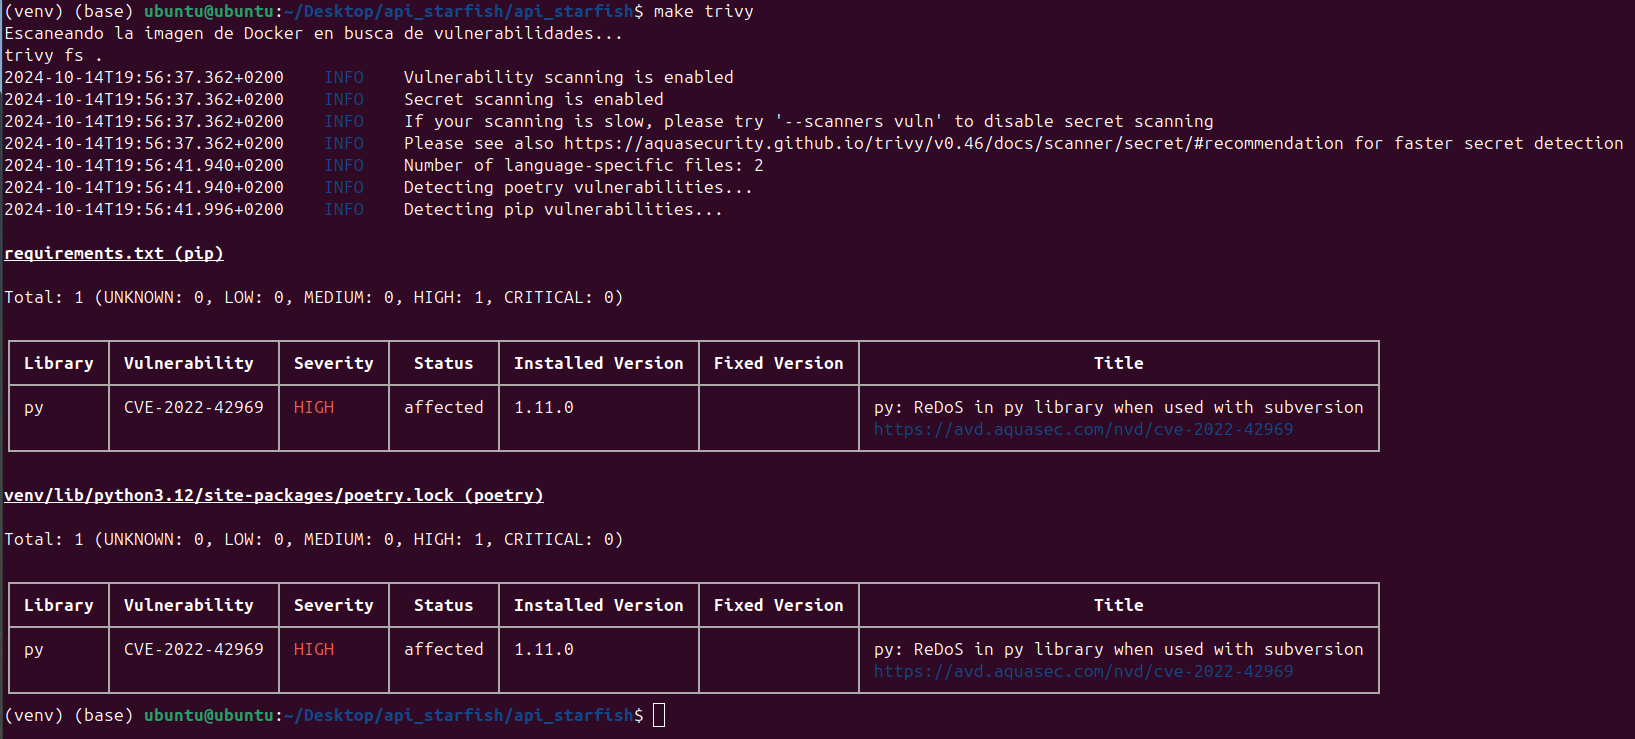 (venv) (base) ubuntu@ubuntu:~/Desktop/api_starfish/api_starfish$ make trivy
Escaneando la imagen de Docker en busca de vulnerabilidades...
trivy fs .
2024-10-14T19:56:37.362+0200 INFO Vulnerability scanning is enabled
2024-10-14T19:56:37.362+0200 INFO Secret scanning is enabled
2024-10-14T19:56:37.362+0200 INFO If your scanning is slow, please try '--scanners vuln' to disable secret scanning
2024-10-14T19:56:37.362+0200 INFO Please see also https://aquasecurity.github.io/trivy/v0.46/docs/scanner/secret/#recommendation for faster secret detection
2024-10-14T19:56:41.940+0200 INFO Number of language-specific files: 2
2024-10-14T19:56:41.940+0200 INFO Detecting poetry vulnerabilities...
2024-10-14T19:56:41.996+0200 INFO Detecting pip vulnerabilities...
requirements.txt (pip)
Total: 1 (UNKNOWN: 0, LOW: 0, MEDIUM: 0, HIGH: 1, CRITICAL: 0)
Library Vulnerability Severity Status Installed Version Fixed Version Title
py CVE-2022-42969 HIGH affected 1.11.0 py: ReDoS in py library when used with subversion
https://avd.aquasec.com/nvd/cve-2022-42969
venv/lib/python3.12/site-packages/poetry.lock (poetry)
Total: 1 (UNKNOWN: 0, LOW: 0, MEDIUM: 0, HIGH: 1, CRITICAL: 0)
Library Vulnerability Severity Status Installed Version Fixed Version Title
py CVE-2022-42969 HIGH affected 1.11.0 py: ReDoS in py library when used with subversion
https://avd.aquasec.com/nvd/cve-2022-42969
(venv) (base) ubuntu@ubuntu:~/Desktop/api_starfish/api_starfish$